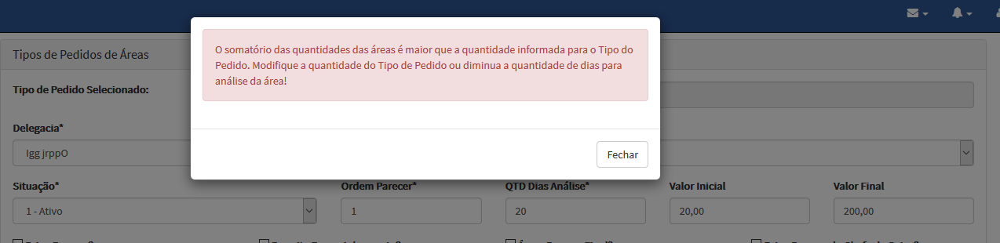 O somatório das quantidades das áreas é maior que a quantidade informada para o Tipo do
Pedido. Modifique a quantidade do Tipo de Pedido ou diminua a quantidade de dias para
análise da área!
Fechar
Tipos de Pedidos de Áreas
Tipo de Pedido Selecionado:
Delegacia*
Igg jrppO
Situação* Ordem Parecer* QTD Dias Análise* Valor Inicial Valor Final
1 - Ativo 1 20 20,00 200,00